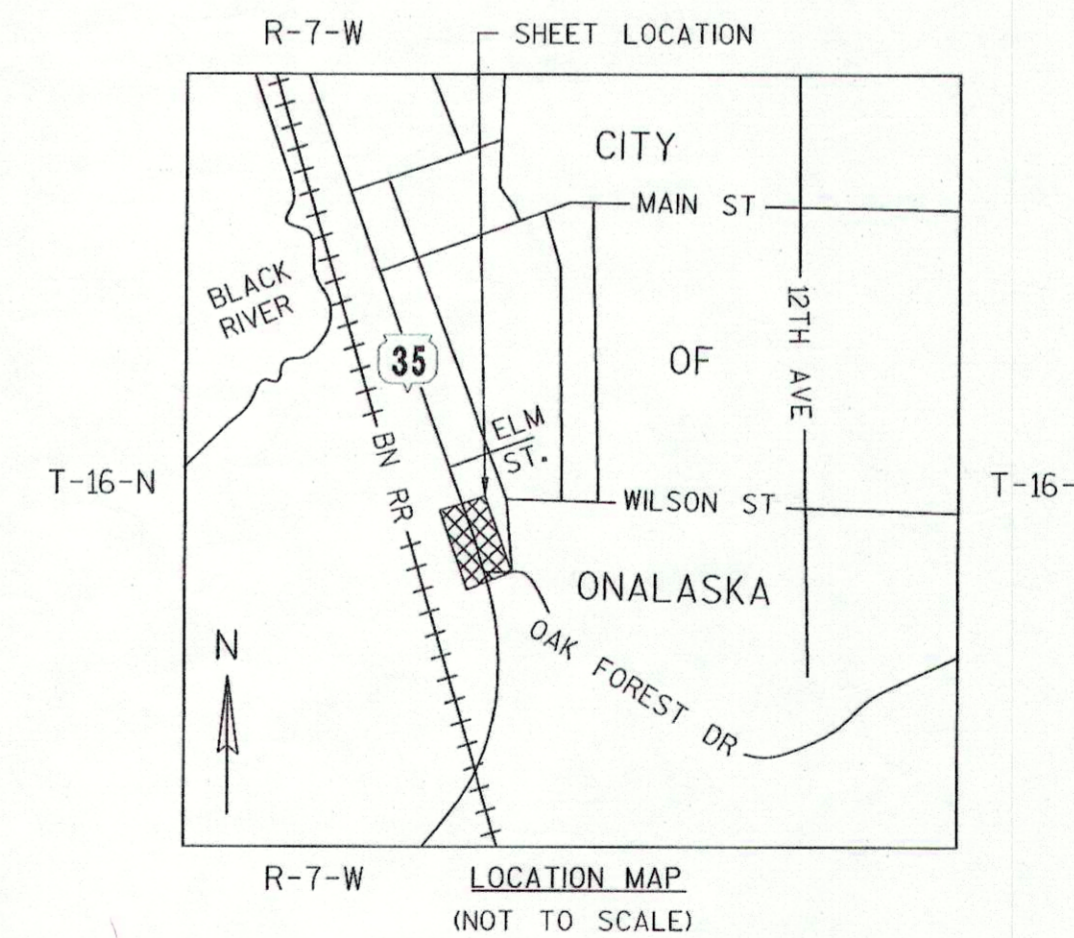 R-7-W
SHEET LOCATION
CITY
MAIN ST
BLACK
RIVER
12TH AVE
35
OF
ELM
ST.
BN RR
T-16-N
T-16-
WILSON ST
ONALASKA
OAK FOREST DR
N
R-7-W
LOCATION MAP
(NOT TO SCALE)